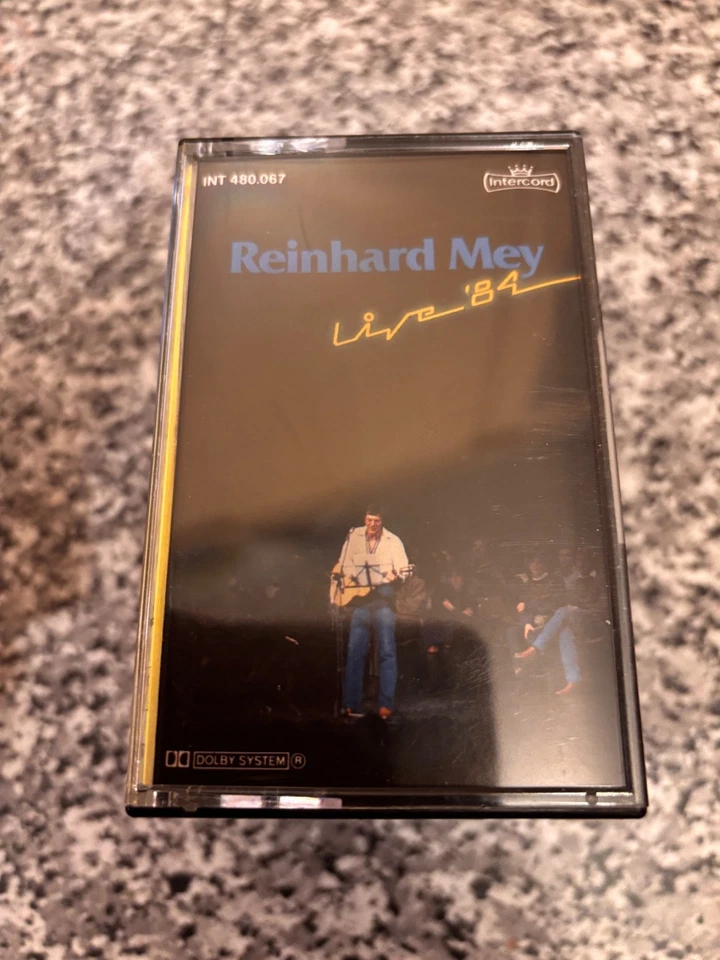 INT 480.067
Intercord
Reinhard Mey
Live '84
DOLBY SYSTEM ®